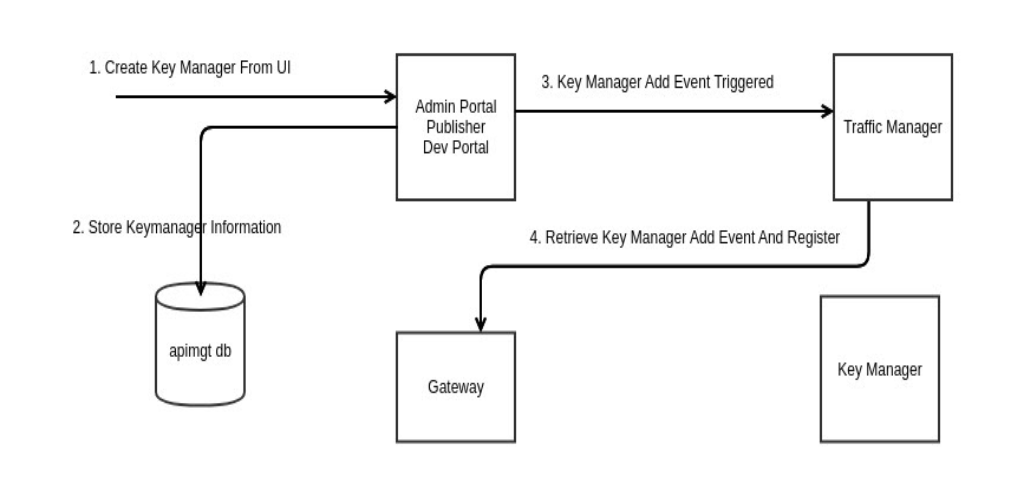 1. Create Key Manager From UI
3. Key Manager Add Event Triggered
Admin Portal
Publisher
Dev Portal
Traffic Manager
2. Store Keymanager Information
4. Retrieve Key Manager Add Event And Register
apimgt db
Gateway
Key Manager